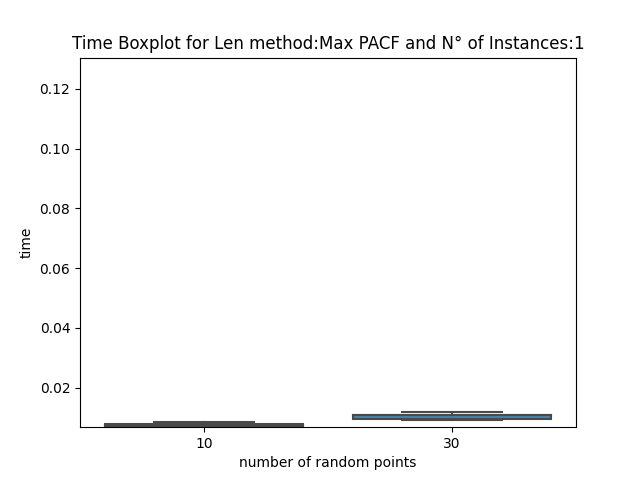 Time Boxplot for Len method:Max PACF and N° of Instances:1
0.12
0.10
0.08
0.06
0.04
0.02
time
10 30
number of random points